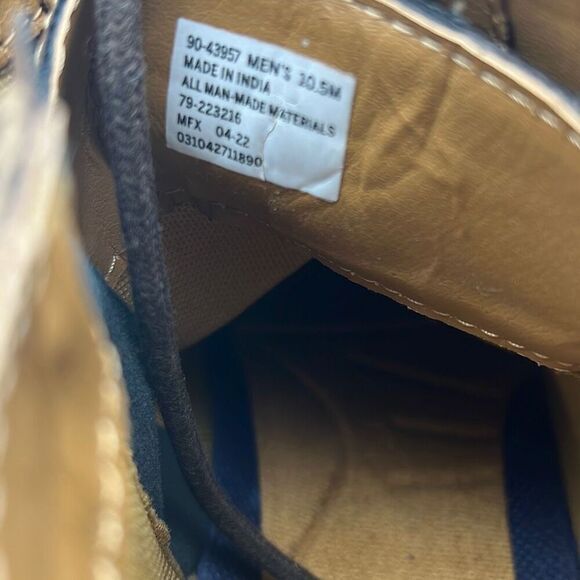 90-43957 MEN'S 10.5M
MADE IN INDIA
ALL MAN-MADE MATERIALS
79-223216
MFX 04-22
031042711890